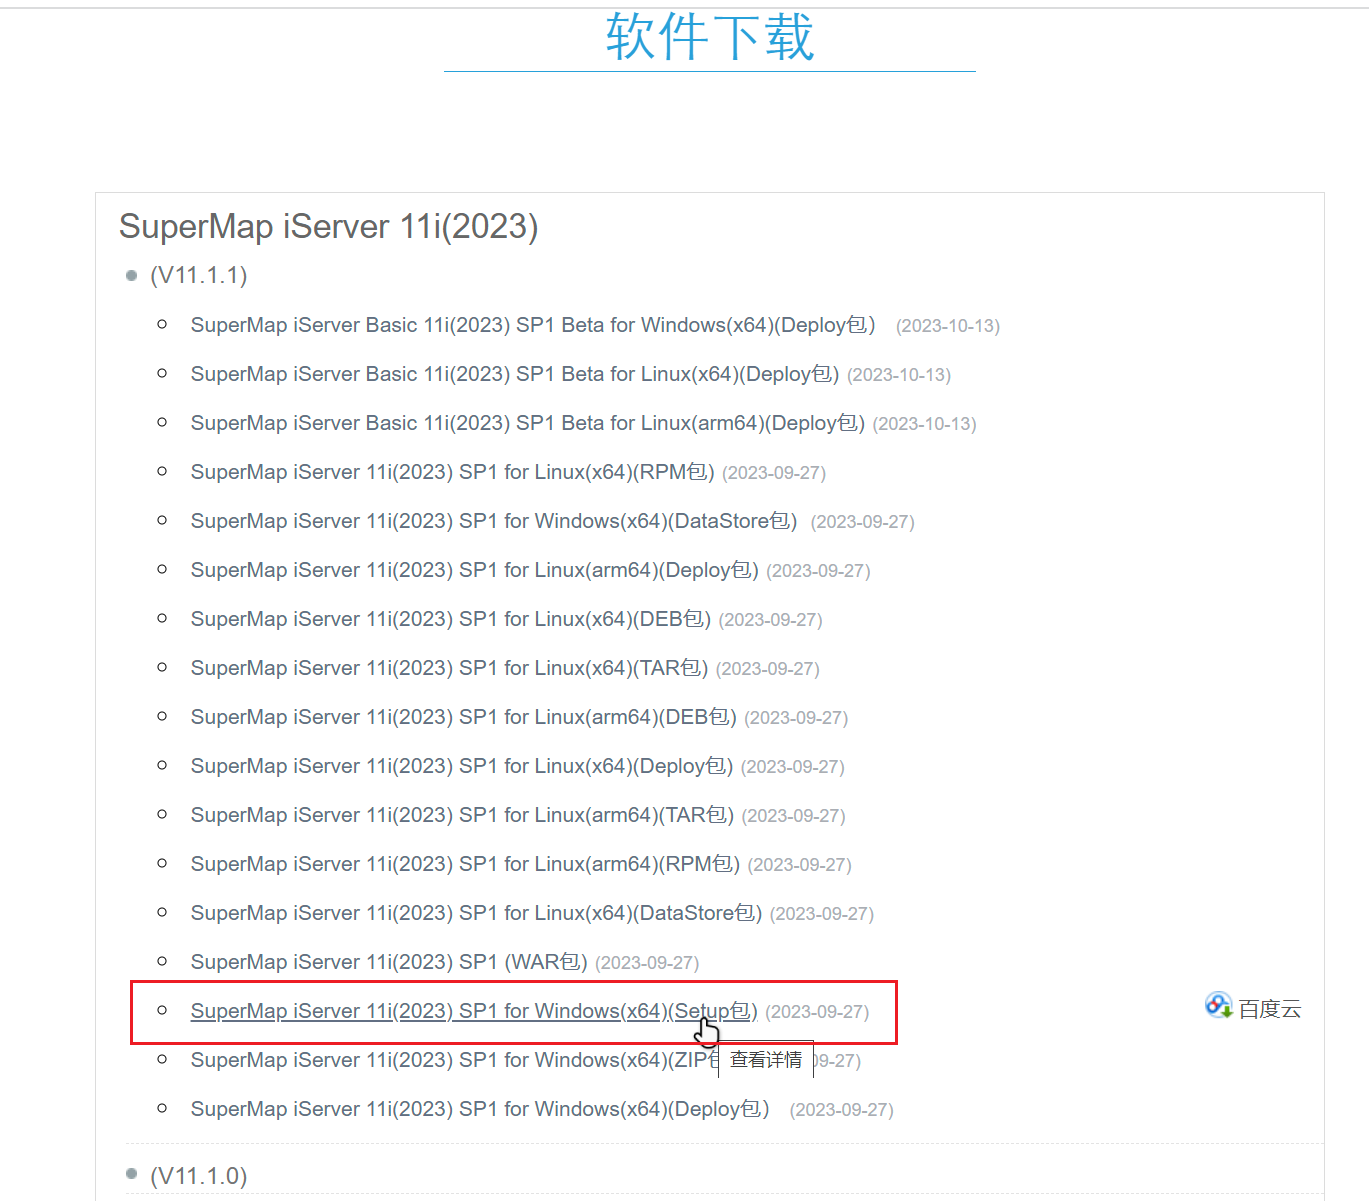 软件下载
SuperMap iServer 11i(2023)
(V11.1.1)
SuperMap iServer Basic 11i(2023) SP1 Beta for Windows(x64)(Deploy包） (2023-10-13)
SuperMap iServer Basic 11i(2023) SP1 Beta for Linux(x64)(Deploy包) (2023-10-13)
SuperMap iServer Basic 11i(2023) SP1 Beta for Linux(arm64)(Deploy包) (2023-10-13)
SuperMap iServer 11i(2023) SP1 for Linux(x64)(RPM包) (2023-09-27)
SuperMap iServer 11i(2023) SP1 for Windows(x64)(DataStore包） (2023-09-27)
SuperMap iServer 11i(2023) SP1 for Linux(arm64)(Deploy包) (2023-09-27)
SuperMap iServer 11i(2023) SP1 for Linux(x64)(DEB包) (2023-09-27)
SuperMap iServer 11i(2023) SP1 for Linux(x64)(TAR包) (2023-09-27)
SuperMap iServer 11i(2023) SP1 for Linux(arm64)(DEB包) (2023-09-27)
SuperMap iServer 11i(2023) SP1 for Linux(x64)(Deploy包) (2023-09-27)
SuperMap iServer 11i(2023) SP1 for Linux(arm64)(TAR包) (2023-09-27)
SuperMap iServer 11i(2023) SP1 for Linux(arm64)(RPM包) (2023-09-27)
SuperMap iServer 11i(2023) SP1 for Linux(x64)(DataStore包) (2023-09-27)
SuperMap iServer 11i(2023) SP1 (WAR包) (2023-09-27)
SuperMap iServer 11i(2023) SP1 for Windows(x64)(Setup包) (2023-09-27) 百度云
SuperMap iServer 11i(2023) SP1 for Windows(x64)(ZIP 查看详情 09-27)
SuperMap iServer 11i(2023) SP1 for Windows(x64)(Deploy包） (2023-09-27)
(V11.1.0)